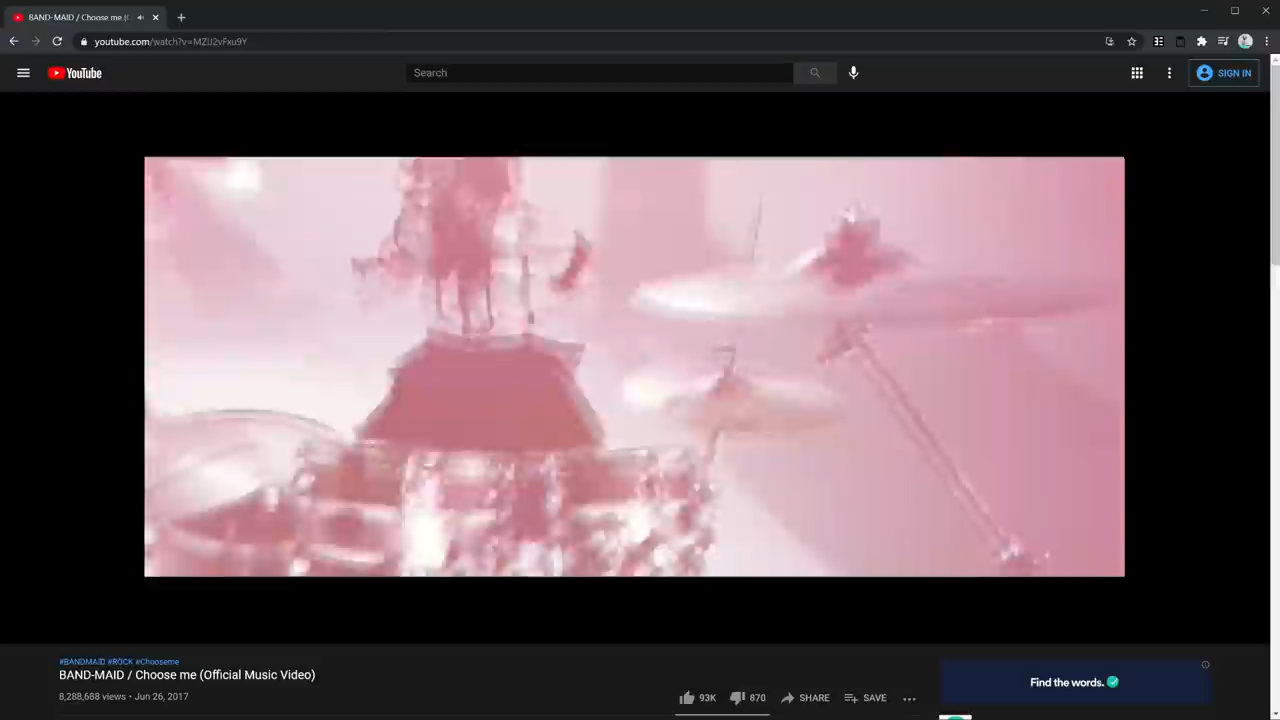 BAND-MAID / Choose me (
youtube.com/watch?v=MZIJ2vFxu9Y
YouTube
Search
SIGN IN
#BANDMAID #ROCK #Chooseme
BAND-MAID / Choose me (Official Music Video)
8,288,688 views • Jun 26, 2017
93K
870
SHARE
SAVE
Find the words.